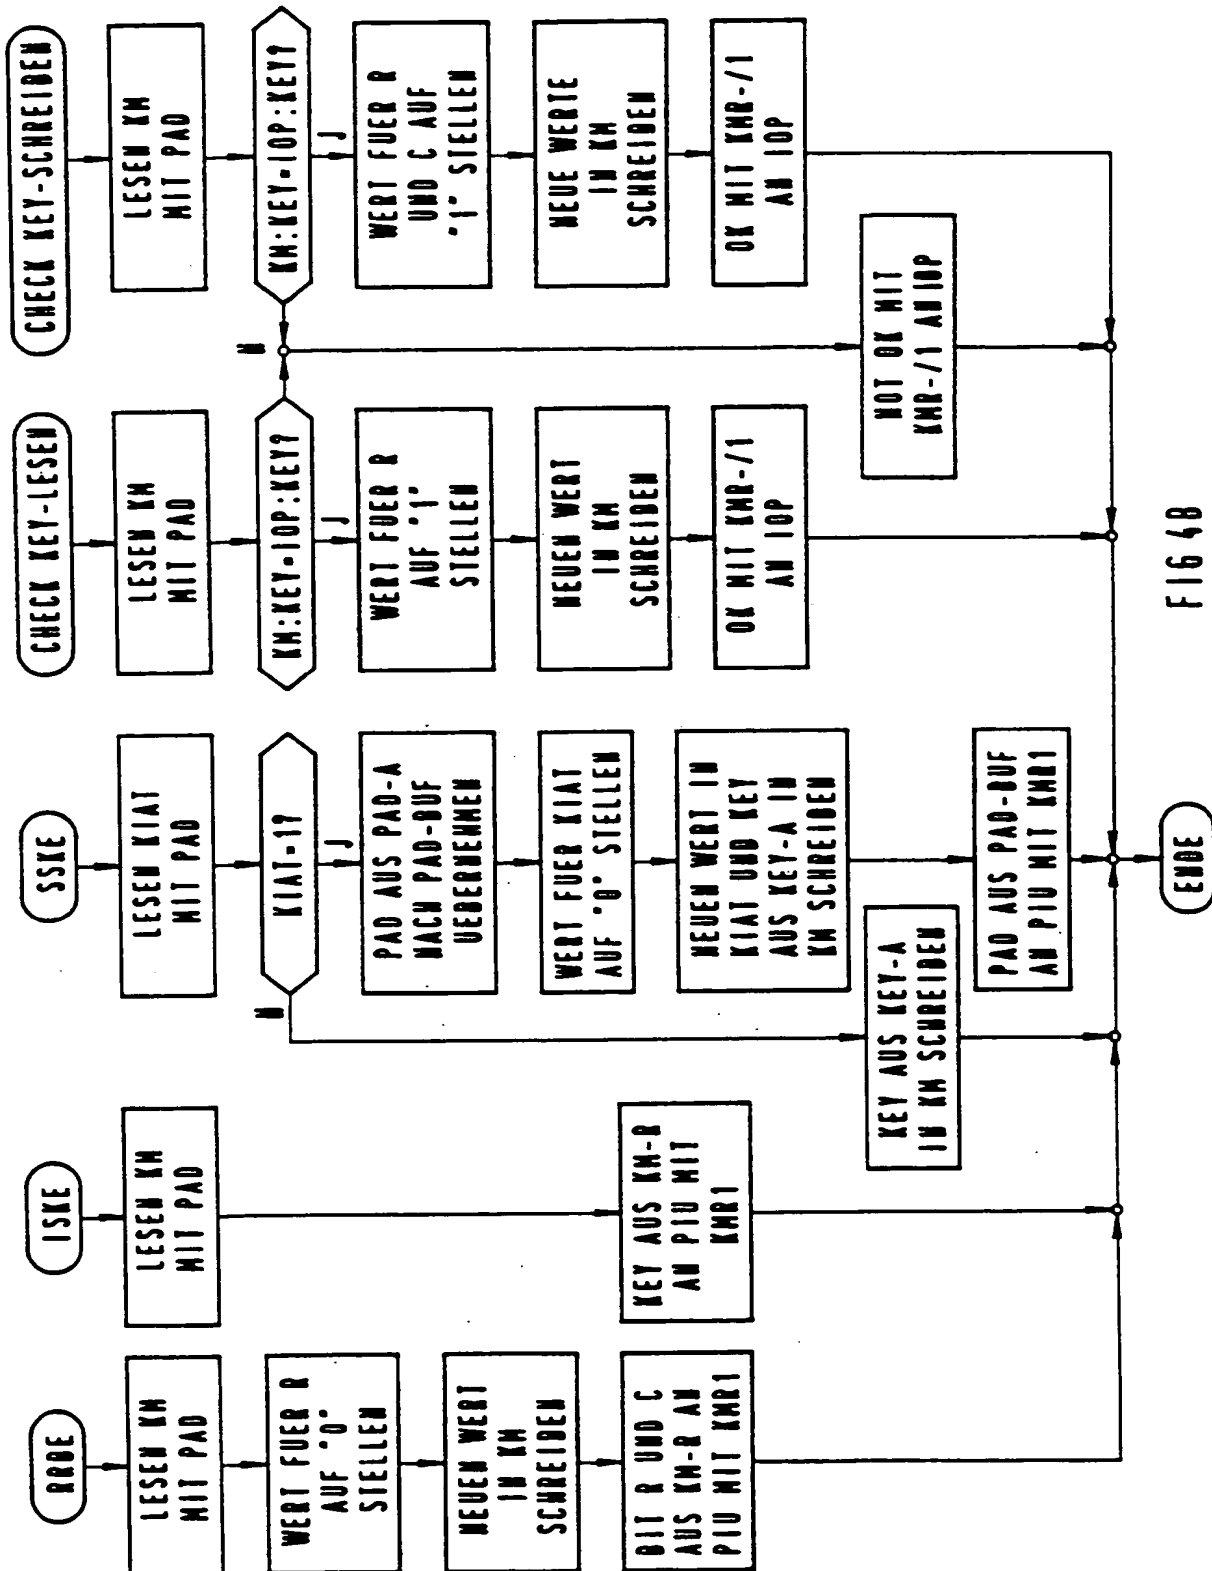 RRBE
LESEN KM
MIT PAD
WERT FUER R
AUF "0"
STELLEN
NEUEN WERT
IN KM
SCHREIBEN
BIT R UND C
AUS KM-R AN
PIU MIT KMR1
ISKE
LESEN KM
MIT PAD
KEY AUS KM-R
AN PIU MIT
KMR1
SSKE
LESEN KIAT
MIT PAD
KIAT=1?
N
J
PAD AUS PAD-A
NACH PAD-BUF
UEBERNEHMEN
WERT FUER KIAT
AUF "0" STELLEN
NEUEN WERT IN
KIAT UND KEY
AUS KEY-A IN
KM SCHREIBEN
KEY AUS KEY-A
IN KM SCHREIBEN
PAD AUS PAD-BUF
AN PIU MIT KMR1
ENDE
CHECK KEY-LESEN
LESEN KM
MIT PAD
KM:KEY=IOP:KEY?
J
WERT FUER R
AUF "1"
STELLEN
NEUEN WERT
IN KM
SCHREIBEN
OK MIT KMR-/1
AN IOP
N
NOT OK MIT
KMR-/1 AN IOP
CHECK KEY-SCHREIBEN
LESEN KM
MIT PAD
KM:KEY=IOP:KEY?
J
WERT FUER R
UND C AUF
"1" STELLEN
NEUE WERTE
IN KM
SCHREIBEN
OK MIT KMR-/1
AN IOP
FIG 4B